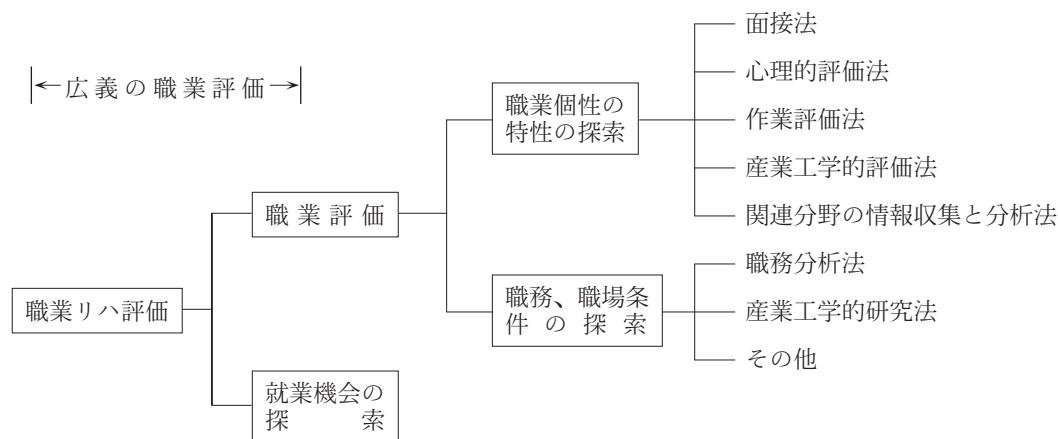 面接法
広義の職業評価
心理的評価法
職業個性の
特性の探索
作業評価法
産業工学的評価法
職業評価
関連分野の情報収集と分析法
職務分析法
職業リハ評価
職務、職場条
件の探索
産業工学的研究法
その他
就業機会の
探索